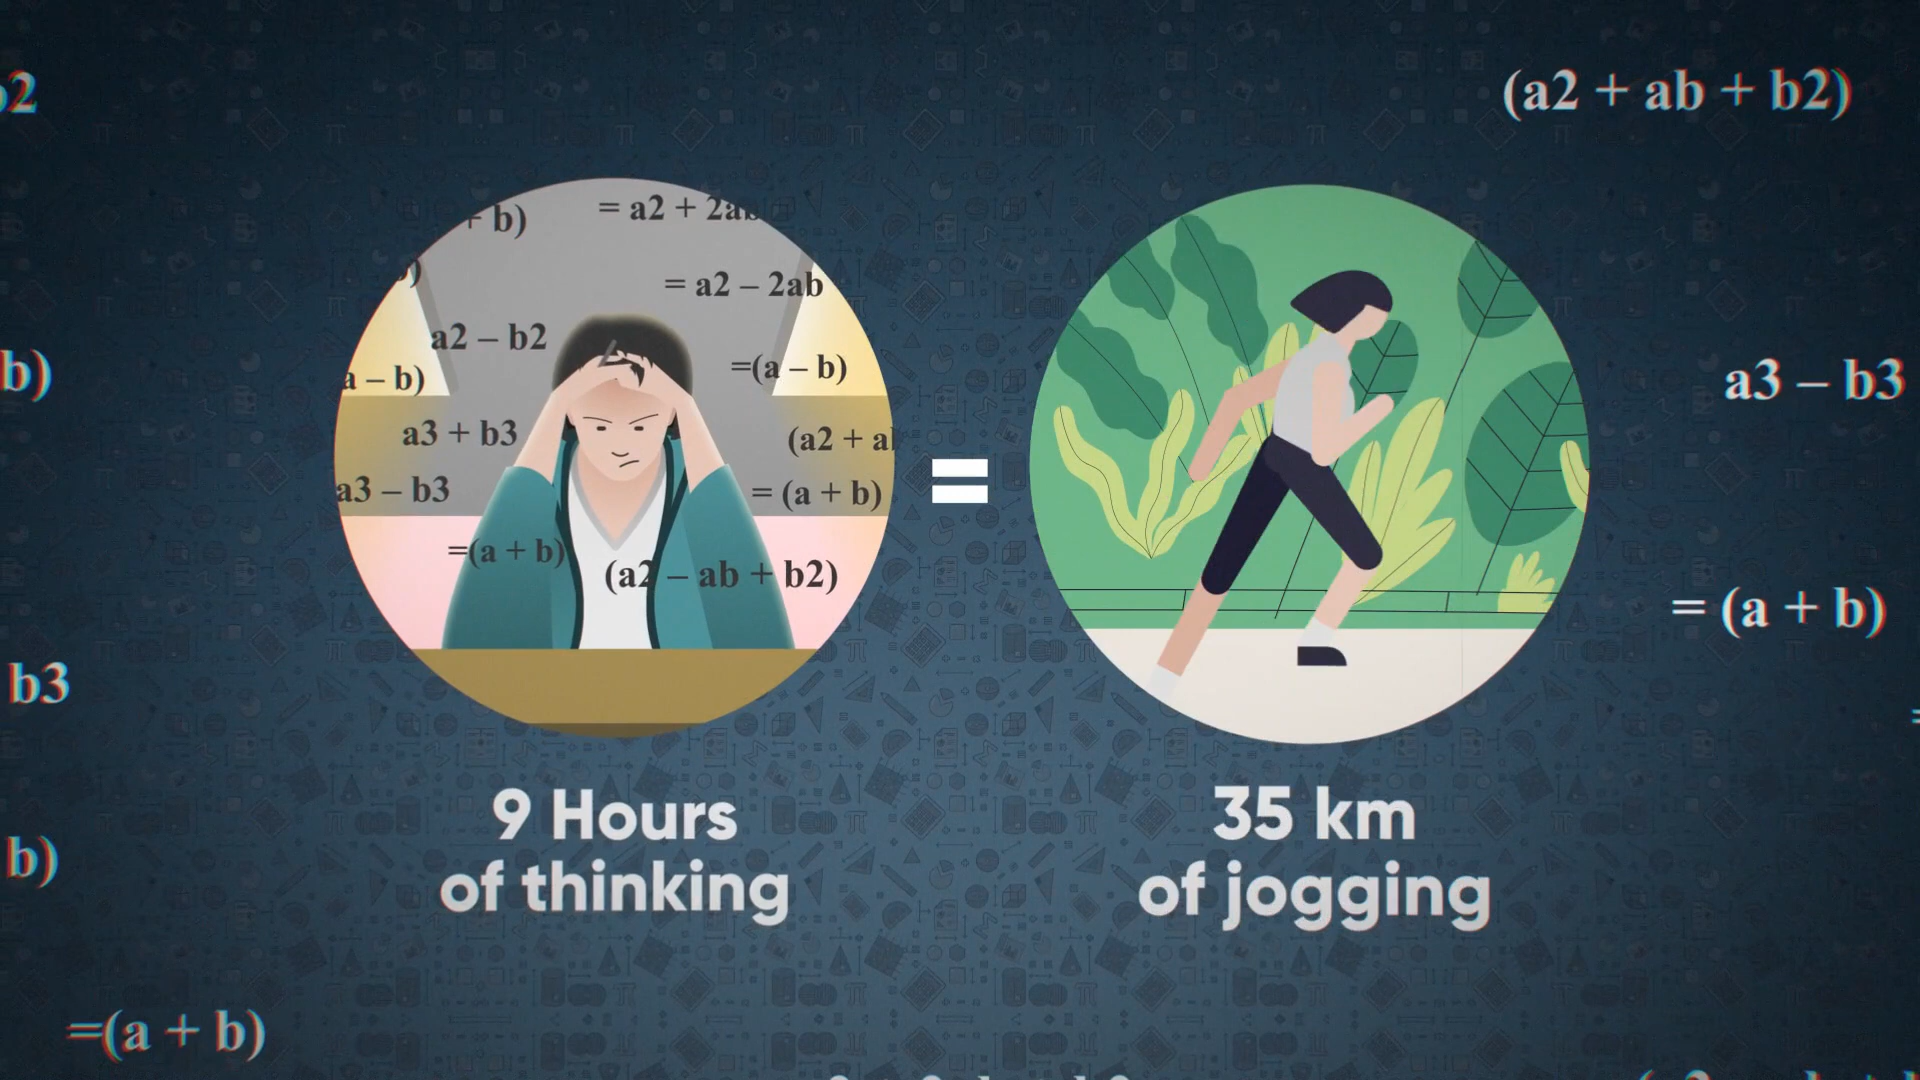 b2
(a2 + ab + b2)
+ b)
= a2 + 2ab
= a2 – 2ab
a2 – b2
=(a – b)
b)
a – b)
a3 – b3
a3 + b3
(a2 + a
a3 – b3
= (a + b)
=(a + b)
(a2 – ab + b2)
= (a + b)
b3
9 Hours
of thinking
=
35 km
of jogging
b)
=(a + b)